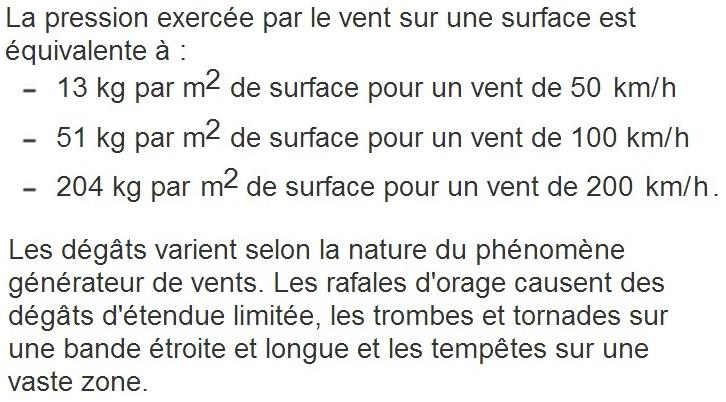 La pression exercée par le vent sur une surface est
équivalente à :
– 13 kg par m² de surface pour un vent de 50 km/h
– 51 kg par m² de surface pour un vent de 100 km/h
– 204 kg par m² de surface pour un vent de 200 km/h.
Les dégâts varient selon la nature du phénomène
générateur de vents. Les rafales d'orage causent des
dégâts d'étendue limitée, les trombes et tornades sur
une bande étroite et longue et les tempêtes sur une
vaste zone.